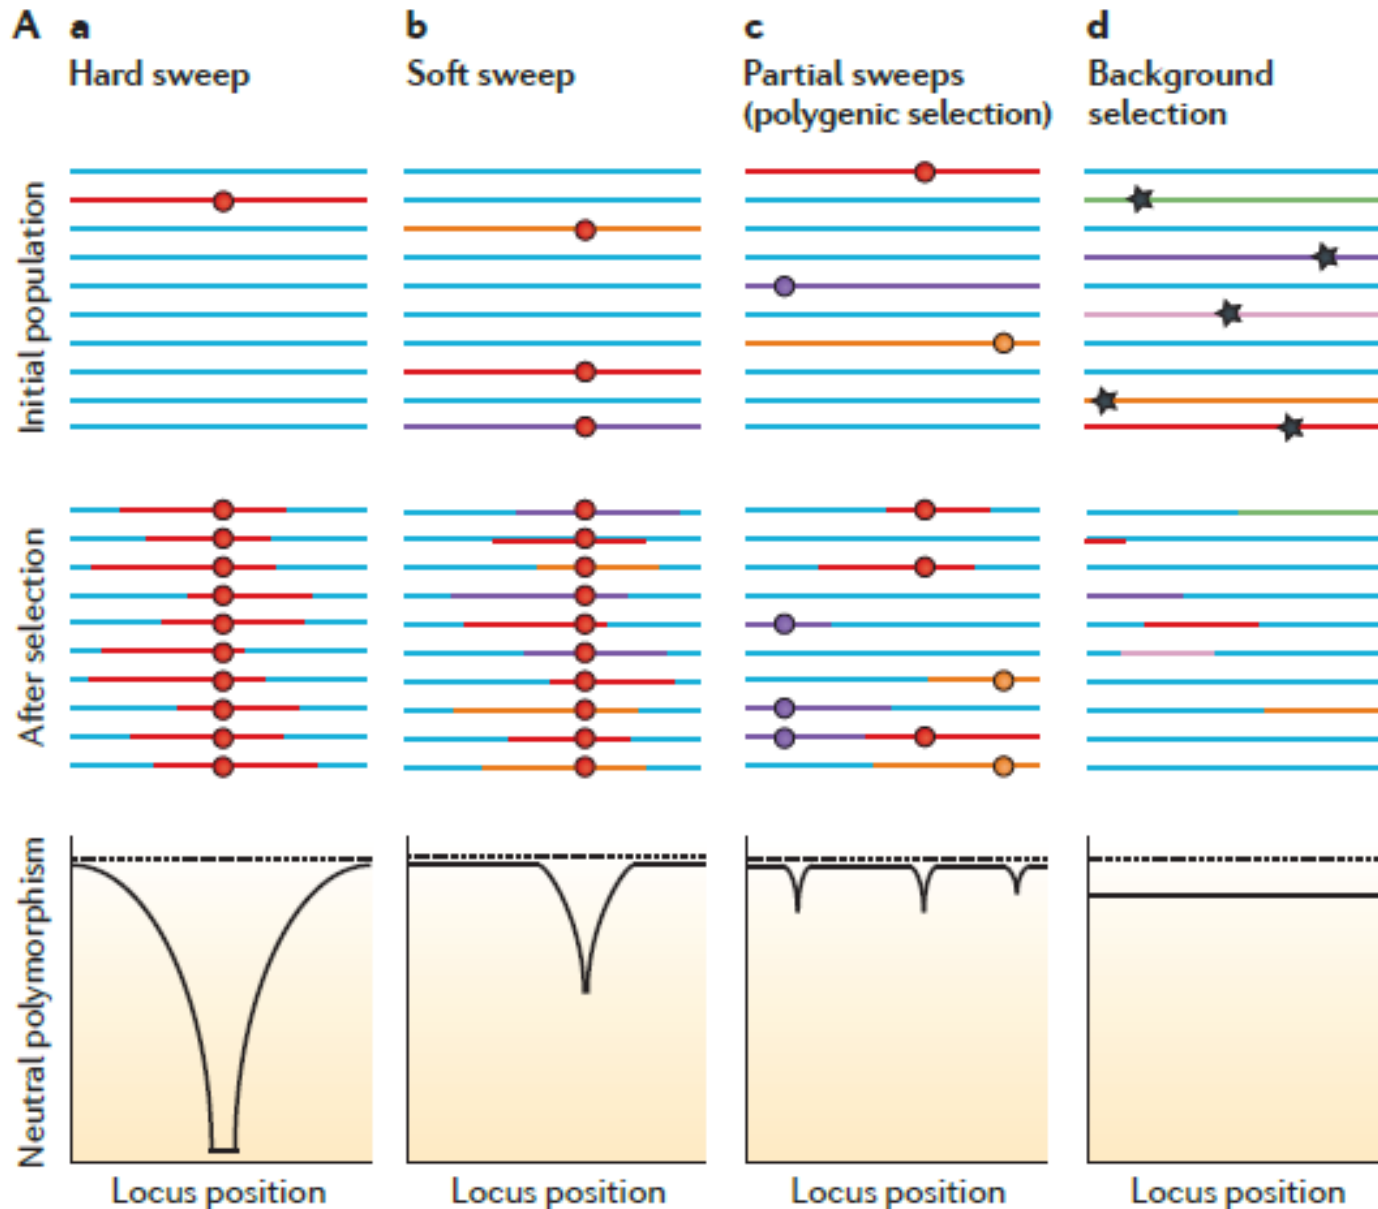 A a b c d
Hard sweep
Soft sweep
Partial sweeps
(polygenic selection)
Background
selection
Initial population
After selection
Neutral polymorphism
Locus position
Locus position
Locus position
Locus position